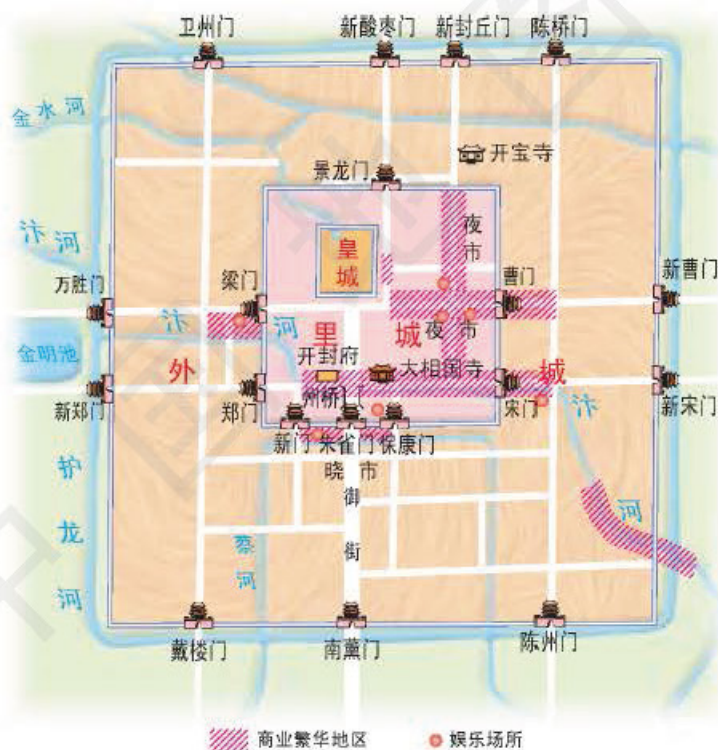 卫州门
新酸枣门
新封丘门
陈桥门
金水河
开宝寺
景龙门
汴河
皇城
夜市
万胜门
梁门
曹门
新曹门
汴河
里城
夜市
金明池
外城
开封府
大相国寺
州桥
新郑门
郑门
宋门
新宋门
汴河
新门
朱雀门
保康门
晓市
护龙河
御街
蔡河
戴楼门
南薰门
陈州门
商业繁华地区
娱乐场所